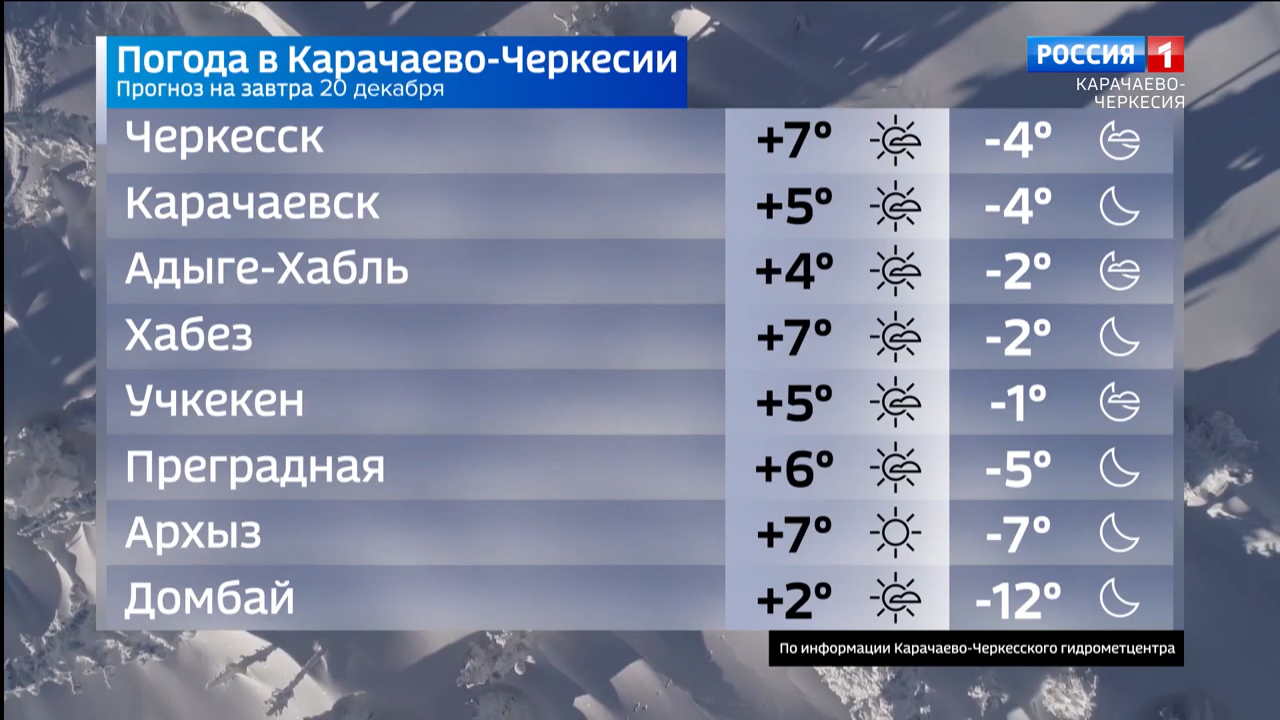 Погода в Карачаево-Черкесии
Прогноз на завтра 20 декабря
РОССИЯ 1
КАРАЧАЕВО-
ЧЕРКЕСИЯ
Черкесск +7° -4°
Карачаевск +5° -4°
Адыге-Хабль +4° -2°
Хабез +7° -2°
Учкекен +5° -1°
Преградная +6° -5°
Архыз +7° -7°
Домбай +2° -12°
По информации Карачаево-Черкесского гидрометцентра